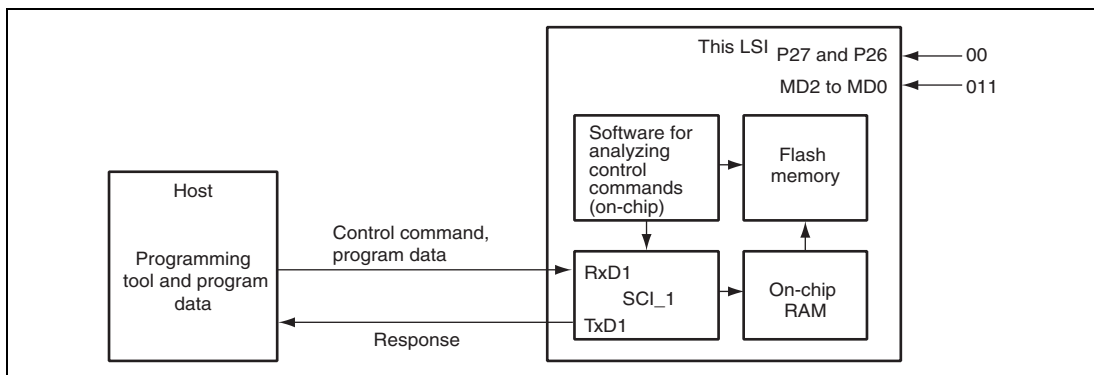 This LSI
P27 and P26
00
MD2 to MD0
011
Software for
analyzing
control
commands
(on-chip)
Flash
memory
Host
Programming
tool and program
data
Control command,
program data
RxD1
SCI_1
TxD1
On-chip
RAM
Response